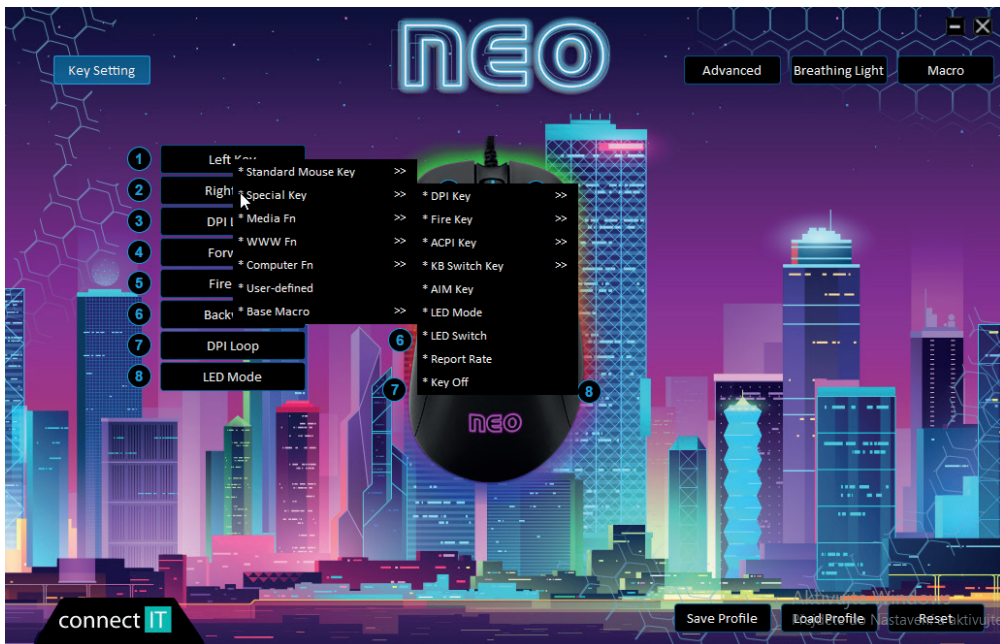 NEO
Key Setting
Advanced
Breathing Light
Macro
1
Left Key
2
Right
3
DPI L
4
Forw
5
Fire
6
Backw
7
DPI Loop
8
LED Mode
* Standard Mouse Key >>
* Special Key >>
* Media Fn >>
* WWW Fn >>
* Computer Fn >>
* User-defined
* Base Macro >>
* DPI Key >>
* Fire Key >>
* ACPI Key >>
* KB Switch Key >>
* AIM Key
* LED Mode
* LED Switch
* Report Rate
* Key Off
6
7
8
NEO
connect IT
Save Profile
Load Profile
Reset